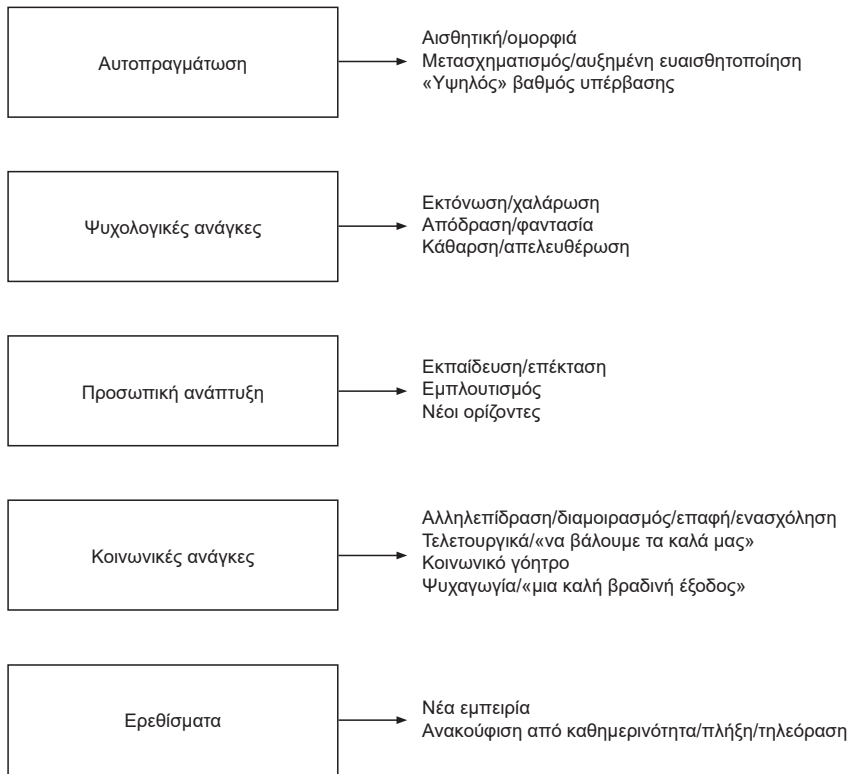 Αυτοπραγμάτωση
Αισθητική/ομορφιά
Μετασχηματισμός/αυξημένη ευαισθητοποίηση
«Υψηλός» βαθμός υπέρβασης
Ψυχολογικές ανάγκες
Εκτόνωση/χαλάρωση
Απόδραση/φαντασία
Κάθαρση/απελευθέρωση
Προσωπική ανάπτυξη
Εκπαίδευση/επέκταση
Εμπλουτισμός
Νέοι ορίζοντες
Κοινωνικές ανάγκες
Αλληλεπίδραση/διαμοιρασμός/επαφή/ενασχόληση
Τελετουργικά/«να βάλουμε τα καλά μας»
Κοινωνικό γόητρο
Ψυχαγωγία/«μια καλή βραδινή έξοδος»
Ερεθίσματα
Νέα εμπειρία
Ανακούφιση από καθημερινότητα/πλήξη/τηλεόραση